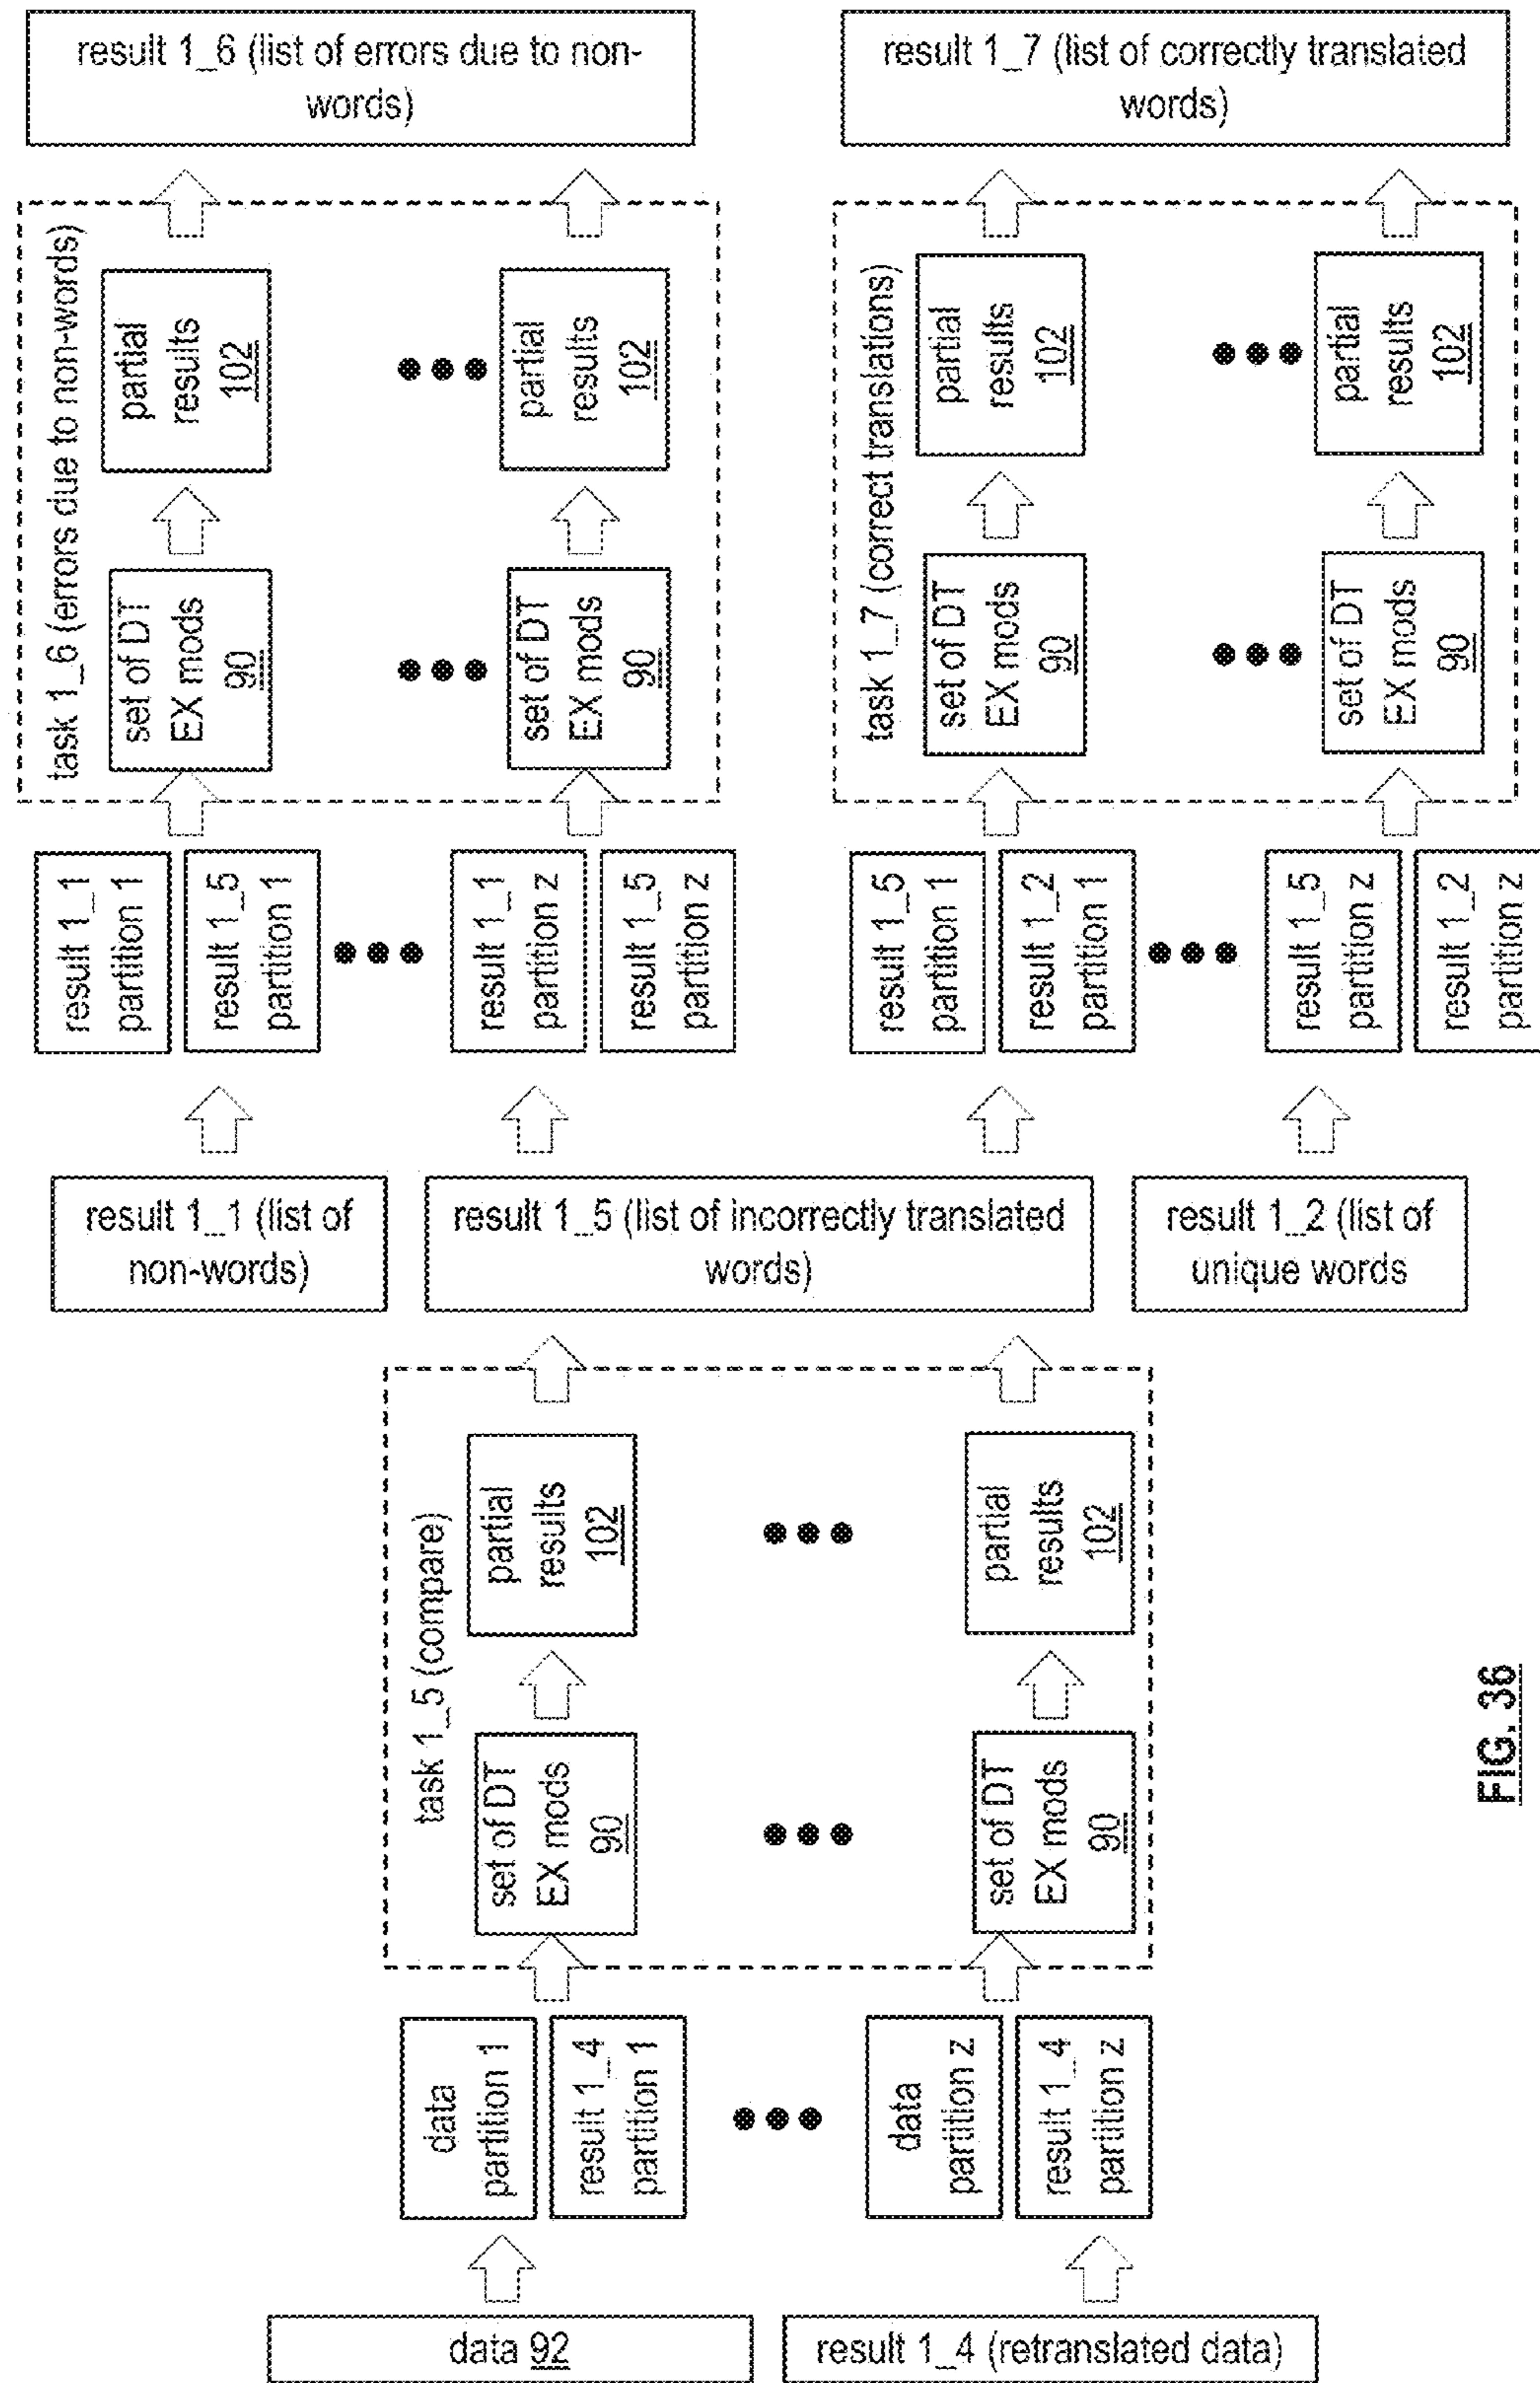 result 1_6 (list of errors due to non-
words)
result 1_7 (list of correctly translated
words)
task 1_6 (errors due to non-words)
partial
results
102
partial
results
102
set of DT
EX mods
90
set of DT
EX mods
90
task 1_7 (correct translations)
partial
results
102
partial
results
102
set of DT
EX mods
90
set of DT
EX mods
90
result 1_1
partition 1
result 1_5
partition 1
result 1_1
partition z
result 1_5
partition z
result 1_5
partition 1
result 1_2
partition 1
result 1_5
partition z
result 1_2
partition z
result 1_1 (list of
non-words)
result 1_5 (list of incorrectly translated
words)
result 1_2 (list of
unique words
task 1_5 (compare)
partial
results
102
partial
results
102
set of DT
EX mods
90
set of DT
EX mods
90
data
partition 1
result 1_4
partition 1
data
partition z
result 1_4
partition z
data 92
result 1_4 (retranslated data)
FIG. 36